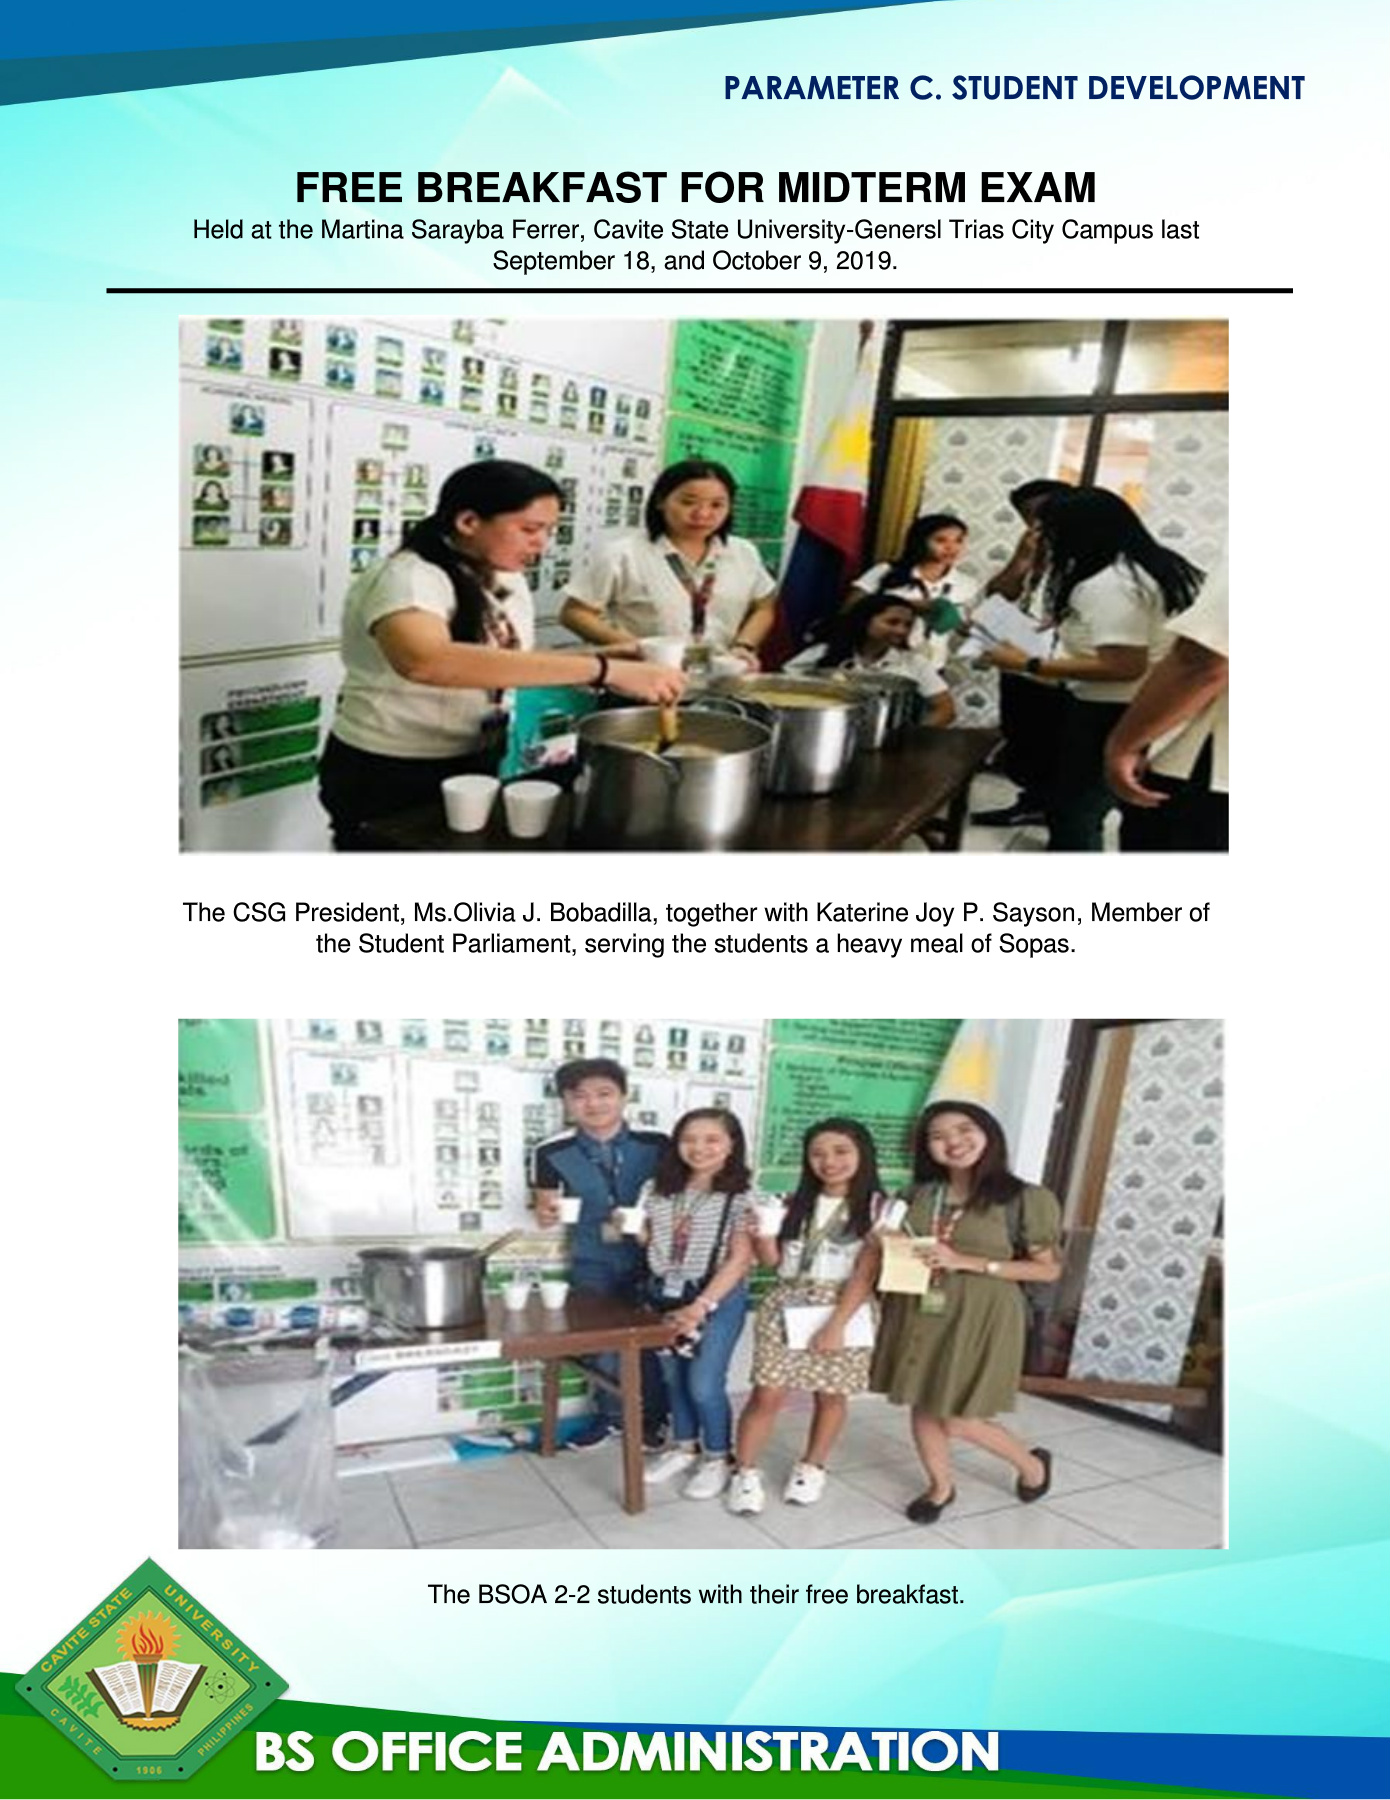 PARAMETER C. STUDENT DEVELOPMENT
FREE BREAKFAST FOR MIDTERM EXAM
Held at the Martina Sarayba Ferrer, Cavite State University-Genersl Trias City Campus last
September 18, and October 9, 2019.
The CSG President, Ms.Olivia J. Bobadilla, together with Katerine Joy P. Sayson, Member of
the Student Parliament, serving the students a heavy meal of Sopas.
The BSOA 2-2 students with their free breakfast.
CAVITE STATE UNIVERSITY
CAVITE PHILIPPINES
1906
BS OFFICE ADMINISTRATION